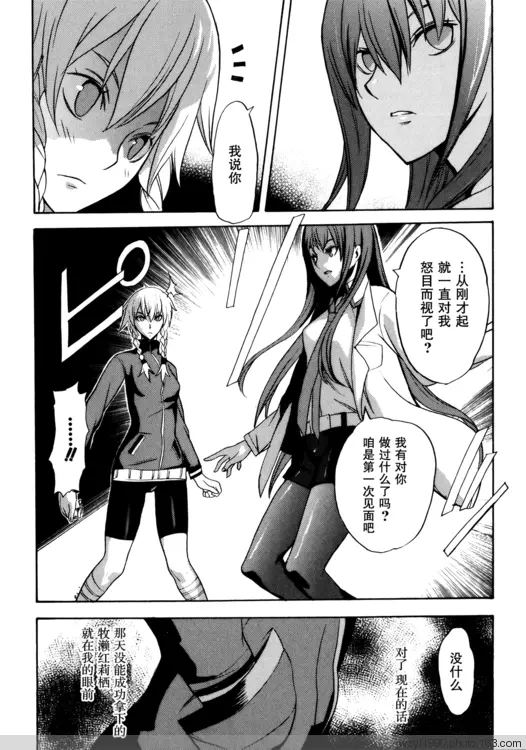 我说你
…从刚才起
就一直对我
怒目而视了吧？
ピ
我有对你
做过什么了吗？
咱是第一次见面吧
…!!
没什么
对了 现在的话
那天没能成功拿下的
牧濑红莉栖
就在我的眼前